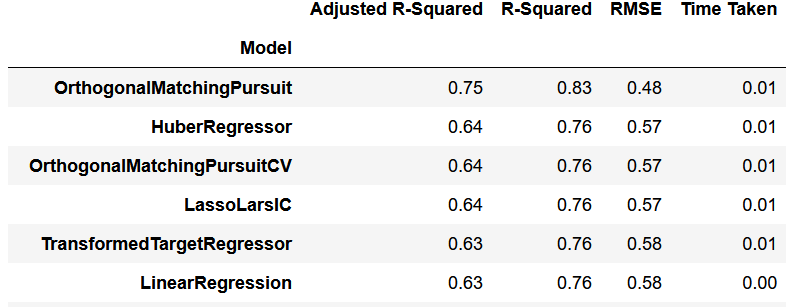 Adjusted R-Squared R-Squared RMSE Time Taken
Model
OrthogonalMatchingPursuit 0.75 0.83 0.48 0.01
HuberRegressor 0.64 0.76 0.57 0.01
OrthogonalMatchingPursuitCV 0.64 0.76 0.57 0.01
LassoLarsIC 0.64 0.76 0.57 0.01
TransformedTargetRegressor 0.63 0.76 0.58 0.01
LinearRegression 0.63 0.76 0.58 0.00